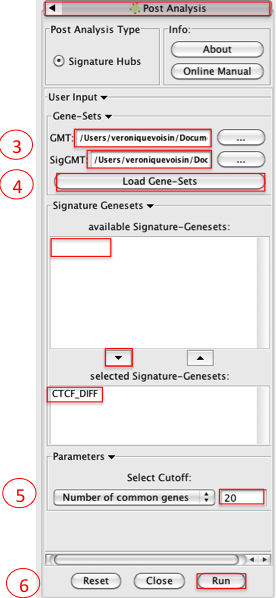 Post Analysis
Post Analysis Type
Info:
Signature Hubs
About
Online Manual
User Input
Gene-Sets
3
GMT:
/Users/veroniquevoisin/Docum
...
SigGMT:
/Users/veroniquevoisin/Doc
...
4
Load Gene-Sets
Signature Genesets
available Signature-Genesets:
selected Signature-Genesets:
CTCF_DIFF
Parameters
Select Cutoff:
5
Number of common genes
20
6
Reset
Close
Run